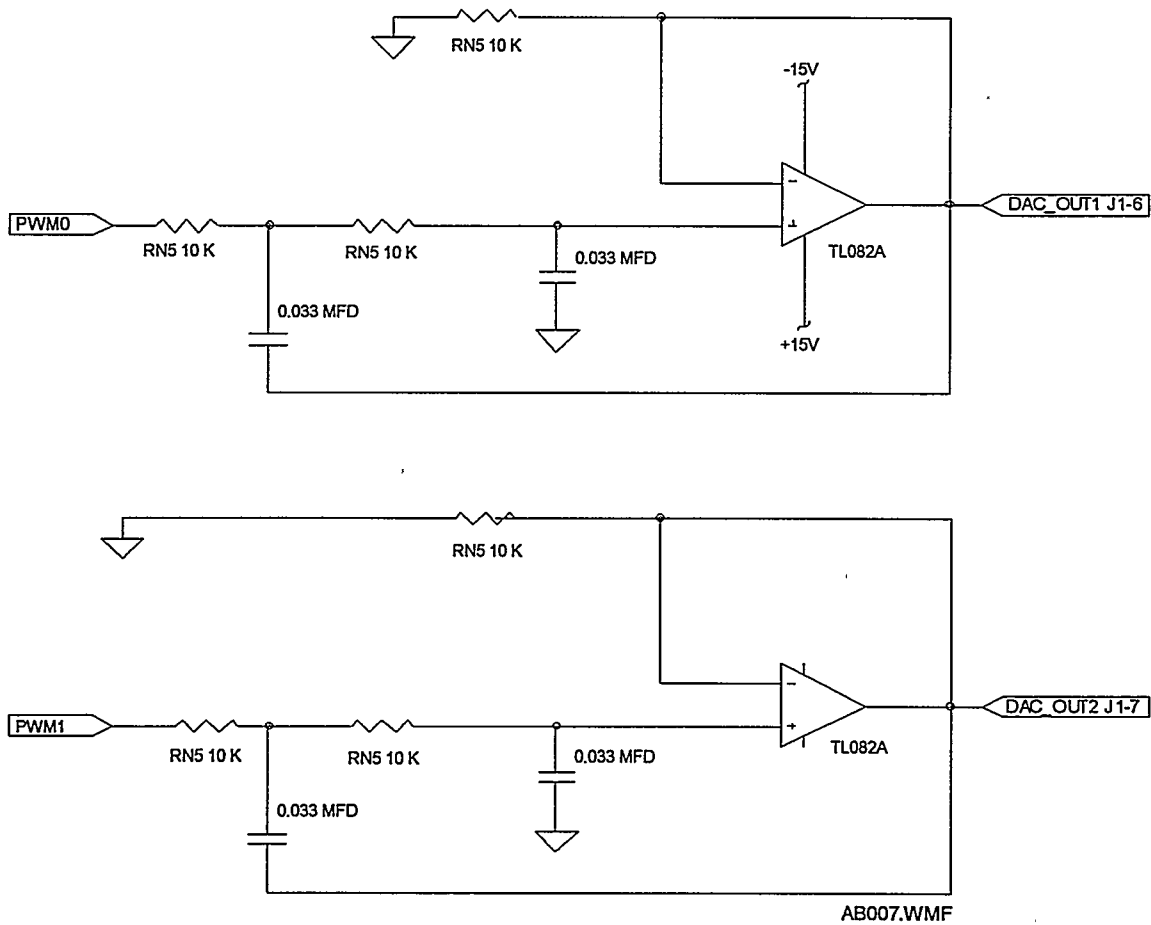 RN5 10 K
-15V
PWM0
RN5 10 K
RN5 10 K
0.033 MFD
0.033 MFD
-
+
TL082A
DAC_OUT1 J1-6
+15V
RN5 10 K
PWM1
RN5 10 K
RN5 10 K
0.033 MFD
0.033 MFD
-
+
TL082A
DAC_OUT2 J1-7
AB007.WMF